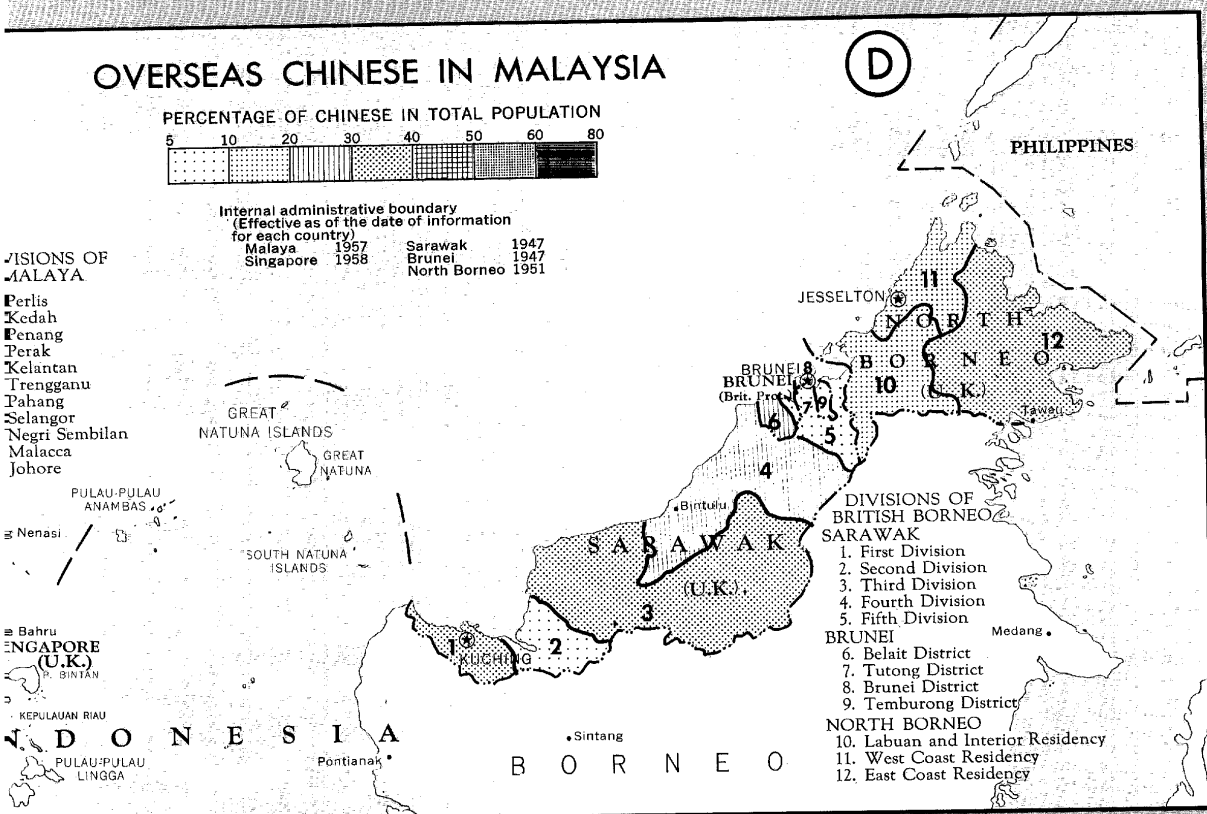 OVERSEAS CHINESE IN MALAYSIA
D
PERCENTAGE OF CHINESE IN TOTAL POPULATION
5 10 20 30 40 50 60 80
PHILIPPINES
Internal administrative boundary
(Effective as of the date of information
for each country)
Malaya 1957 Sarawak 1947
Singapore 1958 Brunei 1947
North Borneo 1951
VISIONS OF
MALAYA
Perlis
Kedah
Penang
Perak
Kelantan
Trengganu
Pahang
Selangor
Negri Sembilan
Malacca
Johore
JESSELTON
11
NORTH
BORNEO
(U.K.)
12
10
Tawau
BRUNEI 8
BRUNEI
(Brit. Prot.)
7 9
6
5
4
GREAT
NATUNA ISLANDS
GREAT
NATUNA
PULAU-PULAU
ANAMBAS
Nenasi
SOUTH NATUNA
ISLANDS
Bintulu
SARAWAK
(U.K.)
3
2
1
KUCHING
Bahru
ENGAPORE
(U.K.)
P. BINTAN
KEPULAUAN RIAU
NDONESIA
PULAU-PULAU
LINGGA
Pontianak
Sintang
BORNEO
Medang
DIVISIONS OF
BRITISH BORNEO
SARAWAK
1. First Division
2. Second Division
3. Third Division
4. Fourth Division
5. Fifth Division
BRUNEI
6. Belait District
7. Tutong District
8. Brunei District
9. Temburong District
NORTH BORNEO
10. Labuan and Interior Residency
11. West Coast Residency
12. East Coast Residency